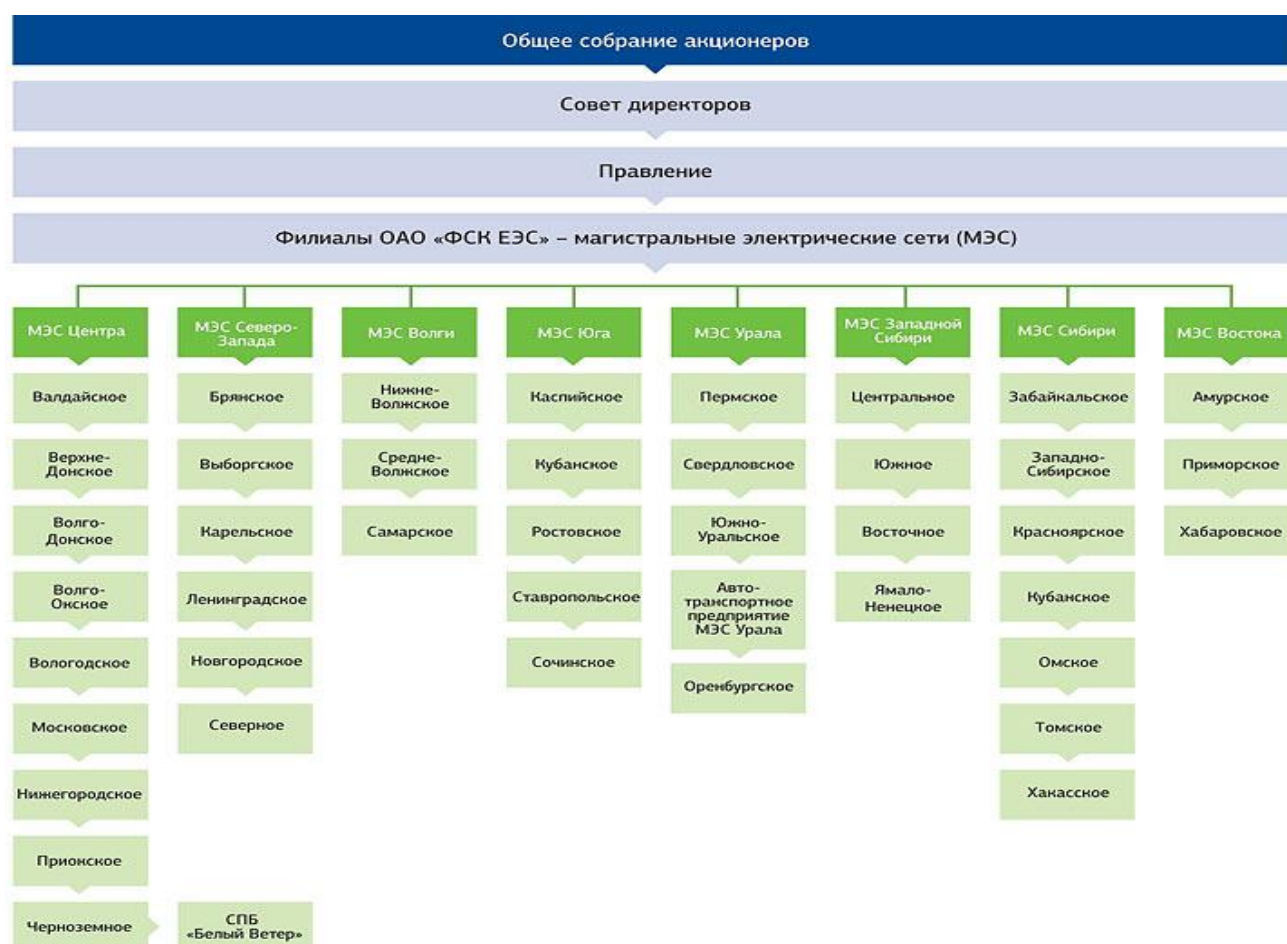 Общее собрание акционеров
Совет директоров
Правление
Филиалы ОАО «ФСК ЕЭС» – магистральные электрические сети (МЭС)
МЭС Центра
Валдайское
Верхне-
Донское
Волго-
Донское
Волго-
Окское
Вологодское
Московское
Нижегородское
Приокское
Черноземное
МЭС Северо-
Запада
Брянское
Выборгское
Карельское
Ленинградское
Новгородское
Северное
СПБ
«Белый Ветер»
МЭС Волги
Нижне-
Волжское
Средне-
Волжское
Самарское
МЭС Юга
Каспийское
Кубанское
Ростовское
Ставропольское
Сочинское
МЭС Урала
Пермское
Свердловское
Южно-
Уральское
Авто-
транспортное
предприятие
МЭС Урала
Оренбургское
МЭС Западной
Сибири
Центральное
Южное
Восточное
Ямало-
Ненецкое
МЭС Сибири
Забайкальское
Западно-
Сибирское
Красноярское
Кубанское
Омское
Томское
Хакасское
МЭС Востока
Амурское
Приморское
Хабаровское